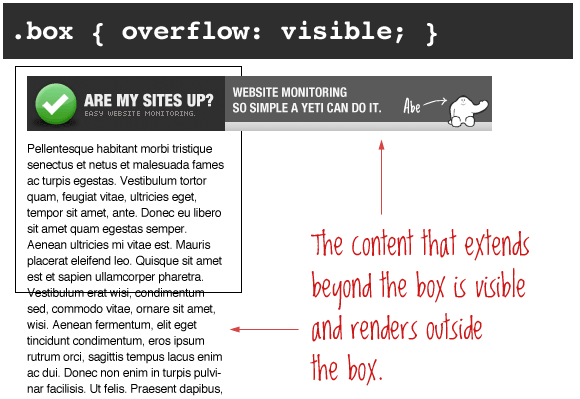 .box { overflow: visible; }
ARE MY SITES UP?
EASY WEBSITE MONITORING.
WEBSITE MONITORING
SO SIMPLE A YETI CAN DO IT.
Abe
Pellentesque habitant morbi tristique
senectus et netus et malesuada fames
ac turpis egestas. Vestibulum tortor
quam, feugiat vitae, ultricies eget,
tempor sit amet, ante. Donec eu libero
sit amet quam egestas semper.
Aenean ultricies mi vitae est. Mauris
placerat eleifend leo. Quisque sit amet
est et sapien ullamcorper pharetra.
Vestibulum erat wisi, condimentum
sed, commodo vitae, ornare sit amet,
wisi. Aenean fermentum, elit eget
tincidunt condimentum, eros ipsum
rutrum orci, sagittis tempus lacus enim
ac dui. Donec non enim in turpis pulvi-
nar facilisis. Ut felis. Praesent dapibus,
The content that extends
beyond the box is visible
and renders outside
the box.